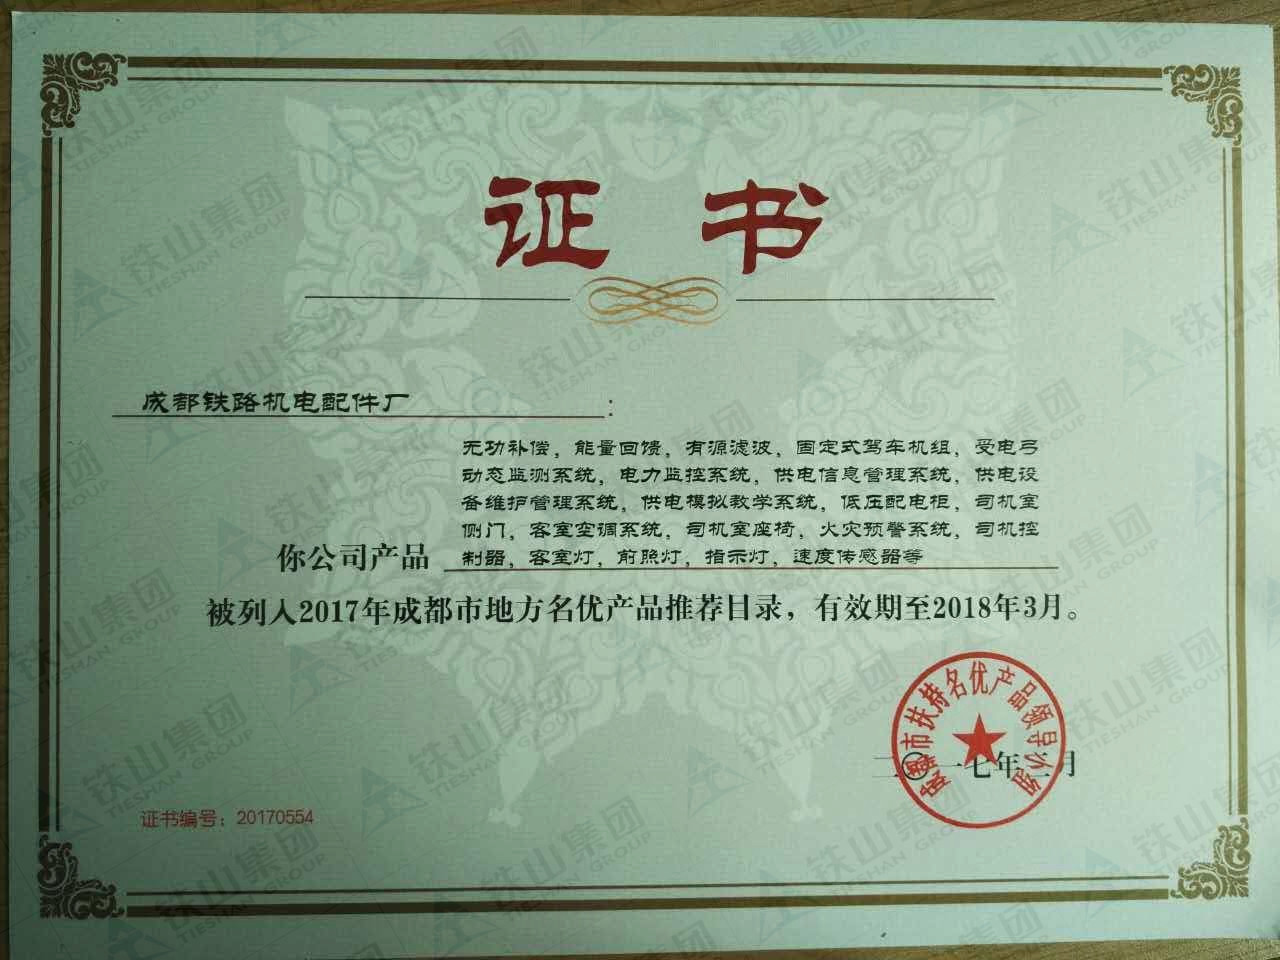 证书
成都铁路机电配件厂：
无功补偿，能量回馈，有源滤波，固定式驾车机组，受电弓
动态监测系统，电力监控系统，供电信息管理系统，供电设
备维护管理系统，供电模拟教学系统，低压配电柜，司机室
侧门，客室空调系统，司机室座椅，火灾预警系统，司机控
你公司产品 制器，客室灯，前照灯，指示灯，速度传感器等
被列入2017年成都市地方名优产品推荐目录，有效期至2018年3月。
市扶持名优产品领导小组
二〇一七年三月
证书编号：20170554
铁山集团
TIESHAN GROUP